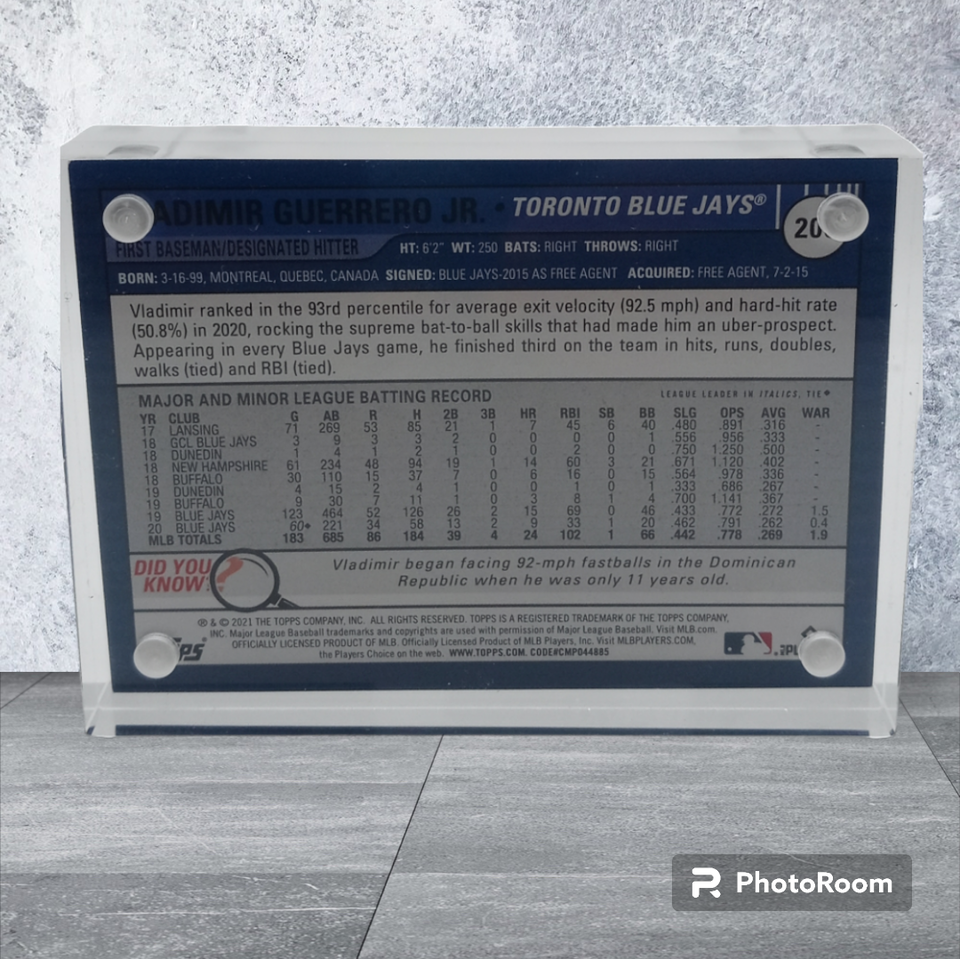 ADIMIR GUERRERO JR. • TORONTO BLUE JAYS®
20
FIRST BASEMAN/DESIGNATED HITTER HT: 6'2" WT: 250 BATS: RIGHT THROWS: RIGHT
BORN: 3-16-99, MONTREAL, QUEBEC, CANADA SIGNED: BLUE JAYS-2015 AS FREE AGENT ACQUIRED: FREE AGENT, 7-2-15
Vladimir ranked in the 93rd percentile for average exit velocity (92.5 mph) and hard-hit rate
(50.8%) in 2020, rocking the supreme bat-to-ball skills that had made him an uber-prospect.
Appearing in every Blue Jays game, he finished third on the team in hits, runs, doubles,
walks (tied) and RBI (tied).
MAJOR AND MINOR LEAGUE BATTING RECORD LEAGUE LEADER IN ITALICS, TIE♦
YR CLUB G AB R H 2B 3B HR RBI SB BB SLG OPS AVG WAR
17 LANSING 71 269 53 85 21 1 7 45 6 40 .480 .891 .316 -
18 GCL BLUE JAYS 3 9 3 3 2 0 0 0 0 1 .556 .956 .333 -
18 DUNEDIN 1 4 1 2 1 0 0 2 0 0 .750 1.250 .500 -
18 NEW HAMPSHIRE 61 234 48 94 19 1 14 60 3 21 .671 1.120 .402 -
18 BUFFALO 30 110 15 37 7 0 6 16 0 15 .564 .978 .336 -
19 DUNEDIN 4 15 2 4 1 0 0 1 0 1 .333 .686 .267 -
19 BUFFALO 9 30 7 11 1 0 3 8 1 4 .700 1.141 .367 -
19 BLUE JAYS 123 464 52 126 26 2 15 69 0 46 .433 .772 .272 1.5
20 BLUE JAYS 60♦ 221 34 58 13 2 9 33 1 20 .462 .791 .262 0.4
MLB TOTALS 183 685 86 184 39 4 24 102 1 66 .442 .778 .269 1.9
DID YOU
KNOW?
Vladimir began facing 92-mph fastballs in the Dominican
Republic when he was only 11 years old.
® & © 2021 THE TOPPS COMPANY, INC. ALL RIGHTS RESERVED. TOPPS IS A REGISTERED TRADEMARK OF THE TOPPS COMPANY,
INC. Major League Baseball trademarks and copyrights are used with permission of Major League Baseball. Visit MLB.com.
OFFICIALLY LICENSED PRODUCT OF MLB. Officially Licensed Product of MLB Players, Inc. Visit MLBPLAYERS.COM,
the Players Choice on the web. WWW.TOPPS.COM. CODE#CMP044885
PhotoRoom